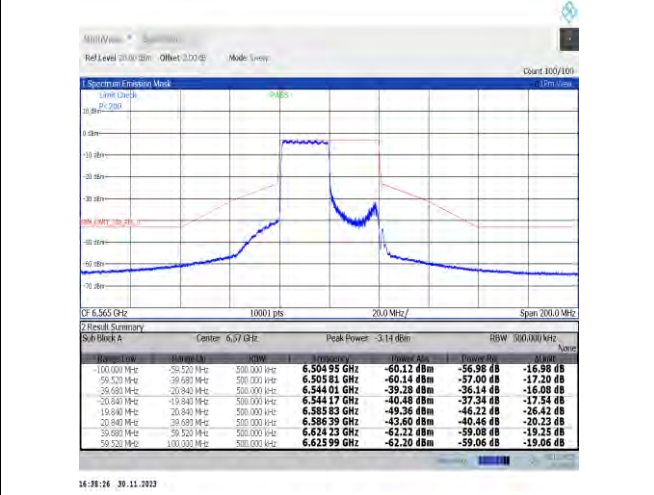 MultiView
Ref Level 20.00 dBm Offset 2.00 dB Mode Sweep
Count 100/100
1 Spectrum Emission Mask
Limit Check
PASS
10 dBm
0 dBm
-10 dBm
-20 dBm
-30 dBm
-50 dBm
-60 dBm
-70 dBm
CF 6.565 GHz 10001 pts 20.0 MHz/ Span 200.0 MHz
2 Result Summary
Sub Block A Center 6.57 GHz Peak Power -3.14 dBm RBW 500.000 kHz
None
Range Low Range Up RBW Frequency Power Abs Power Rel ΔLimit
-100.000 MHz -59.520 MHz 500.000 kHz 6.504 95 GHz -60.12 dBm -56.98 dB -16.98 dB
-59.520 MHz -39.680 MHz 500.000 kHz 6.505 81 GHz -60.14 dBm -57.00 dB -17.20 dB
-39.680 MHz -20.840 MHz 500.000 kHz 6.544 01 GHz -39.28 dBm -36.14 dB -16.08 dB
-20.840 MHz -19.840 MHz 500.000 kHz 6.544 17 GHz -40.48 dBm -37.34 dB -17.54 dB
19.840 MHz 20.840 MHz 500.000 kHz 6.585 83 GHz -49.36 dBm -46.22 dB -26.42 dB
20.840 MHz 39.680 MHz 500.000 kHz 6.586 39 GHz -43.60 dBm -40.46 dB -20.23 dB
39.680 MHz 59.520 MHz 500.000 kHz 6.624 23 GHz -62.22 dBm -59.08 dB -19.25 dB
59.520 MHz 100.000 MHz 500.000 kHz 6.625 99 GHz -62.20 dBm -59.06 dB -19.06 dB
16:38:26 30.11.2023